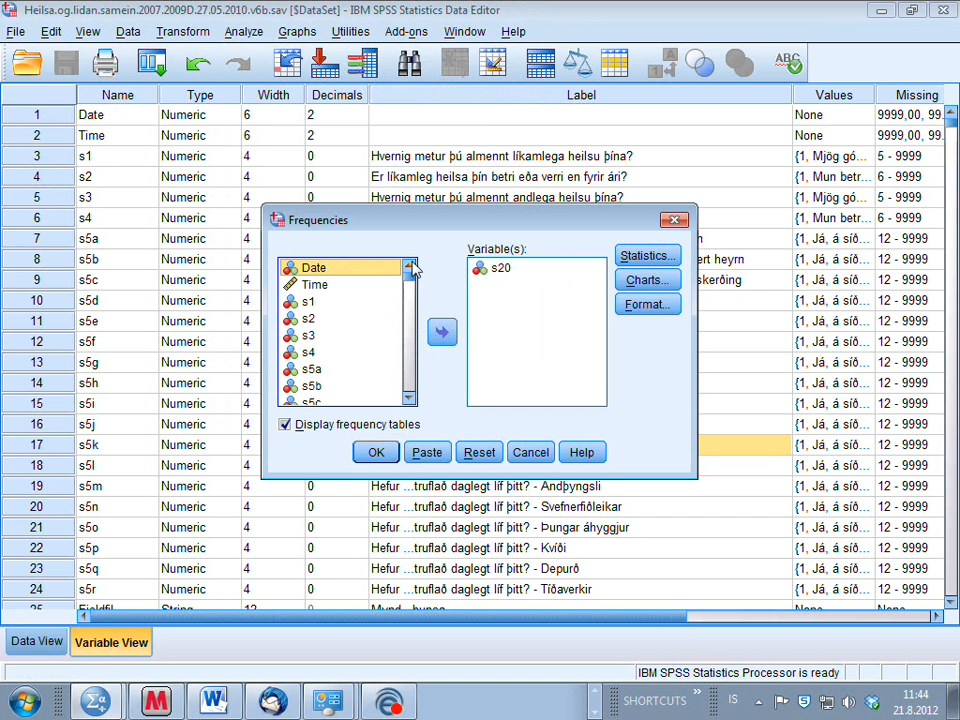 Heilsa.og.lidan.samein.2007.2009D.27.05.2010.v6b.sav [$DataSet] - IBM SPSS Statistics Data Editor
File Edit View Data Transform Analyze Graphs Utilities Add-ons Window Help
Name Type Width Decimals Label Values Missing
1 Date Numeric 6 2 None 9999,00, 99...
2 Time Numeric 6 2 None 9999,00, 99...
3 s1 Numeric 4 0 Hvernig metur þú almennt líkamlega heilsu þína? {1, Mjög gó... 5 - 9999
4 s2 Numeric 4 0 Er líkamleg heilsa þín betri eða verri en fyrir ári? {1, Mun betr... 6 - 9999
5 s3 Numeric 4 0 Hvernig metur þú almennt andlega heilsu þína? {1, Mjög gó... 5 - 9999
6 s4 Numeric 4 {1, Mun betr... 6 - 9999
7 s5a Numeric 4 {1, Já, á síð... 12 - 9999
8 s5b Numeric 4 ert heyrn {1, Já, á síð... 12 - 9999
9 s5c Numeric 4 skerðing {1, Já, á síð... 12 - 9999
10 s5d Numeric 4 {1, Já, á síð... 12 - 9999
11 s5e Numeric 4 {1, Já, á síð... 12 - 9999
12 s5f Numeric 4 {1, Já, á síð... 12 - 9999
13 s5g Numeric 4 {1, Já, á síð... 12 - 9999
14 s5h Numeric 4 {1, Já, á síð... 12 - 9999
15 s5i Numeric 4 {1, Já, á síð... 12 - 9999
16 s5j Numeric 4 {1, Já, á síð... 12 - 9999
17 s5k Numeric 4 {1, Já, á síð... 12 - 9999
18 s5l Numeric 4 {1, Já, á síð... 12 - 9999
19 s5m Numeric 4 0 Hefur ...truflað daglegt líf þitt? - Andþyngsli {1, Já, á síð... 12 - 9999
20 s5n Numeric 4 0 Hefur ...truflað daglegt líf þitt? - Svefnerfiðleikar {1, Já, á síð... 12 - 9999
21 s5o Numeric 4 0 Hefur ...truflað daglegt líf þitt? - Þungar áhyggjur {1, Já, á síð... 12 - 9999
22 s5p Numeric 4 0 Hefur ...truflað daglegt líf þitt? - Kvíði {1, Já, á síð... 12 - 9999
23 s5q Numeric 4 0 Hefur ...truflað daglegt líf þitt? - Depurð {1, Já, á síð... 12 - 9999
24 s5r Numeric 4 0 Hefur ...truflað daglegt líf þitt? - Tíðaverkir {1, Já, á síð... 12 - 9999
Frequencies
Variable(s):
Date
Time
s1
s2
s3
s4
s5a
s5b
s5c
s20
Statistics...
Charts...
Format...
Display frequency tables
OK Paste Reset Cancel Help
Data View Variable View
IBM SPSS Statistics Processor is ready
SHORTCUTS » IS
11:44
21.8.2012